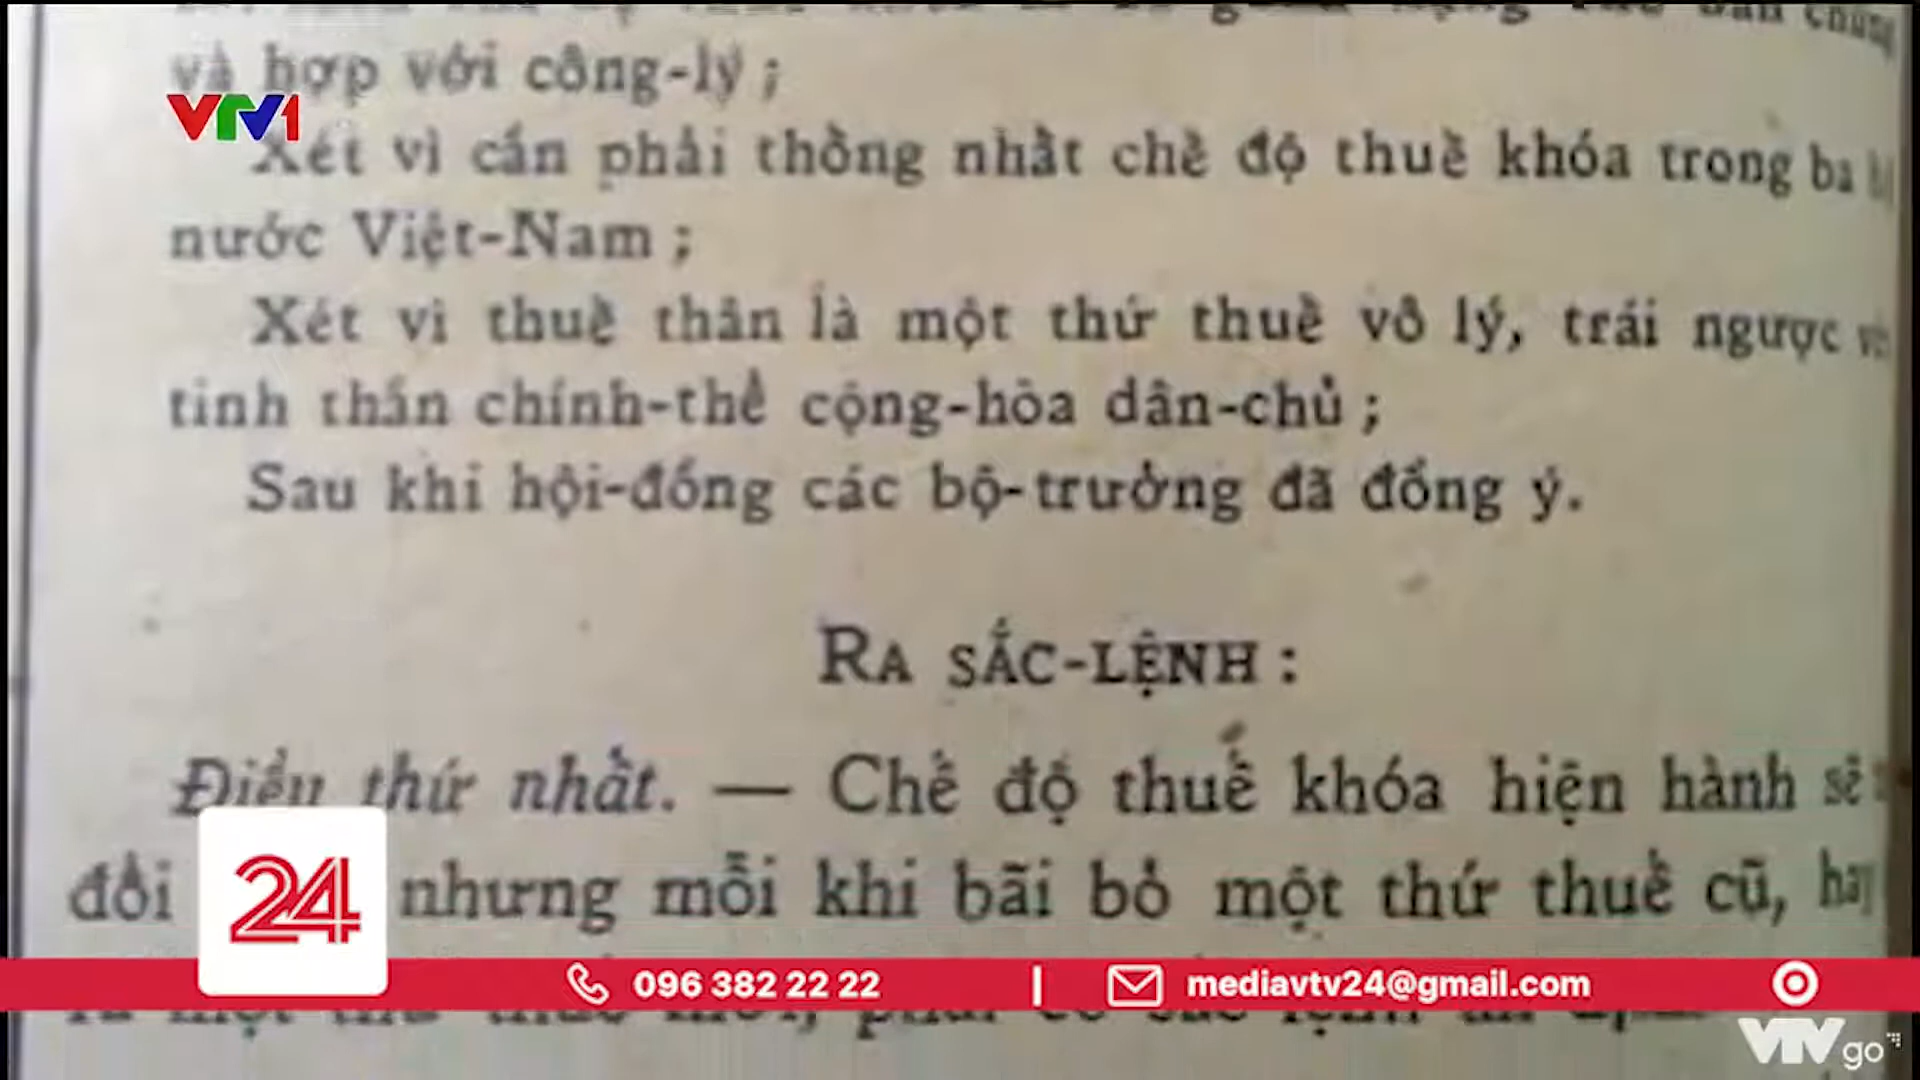 và hợp với công-lý ;
VTV1
Xét vì cần phải thống nhất chế độ thuế khóa trong ba
nước Việt-Nam ;
Xét vì thuế thân là một thứ thuế vô lý, trái ngược
tinh thần chính-thể cộng-hòa dân-chủ ;
Sau khi hội-đồng các bộ-trưởng đã đồng ý.
RA SẮC-LỆNH :
Điều thứ nhất. — Chế độ thuế khóa hiện hành sẽ
đổi nhưng mỗi khi bãi bỏ một thứ thuế cũ, hay
24
096 382 22 22 | mediavtv24@gmail.com
VTV go